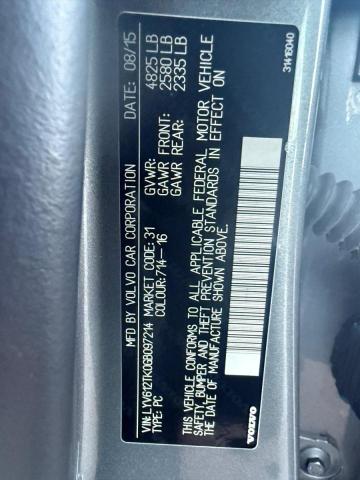 MFD. BY VOLVO CAR CORPORATION DATE: 08/15
GVWR: 4825 LB
GAWR FRONT: 2580 LB
GAWR REAR: 2335 LB
VIN: LYV612TK0GB097214 MARKET CODE: 31
TYPE: PC COLOUR: 714-16
THIS VEHICLE CONFORMS TO ALL APPLICABLE FEDERAL MOTOR VEHICLE
SAFETY, BUMPER AND THEFT PREVENTION STANDARDS IN EFFECT ON
THE DATE OF MANUFACTURE SHOWN ABOVE.
VOLVO 31416040